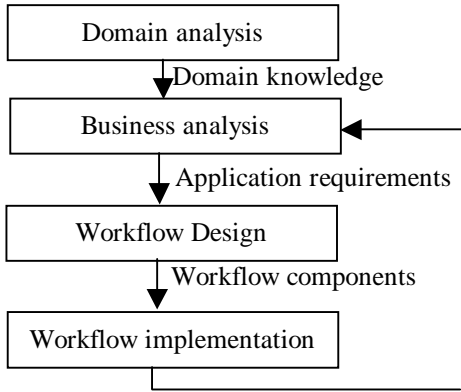 Domain analysis
Domain knowledge
Business analysis
Application requirements
Workflow Design
Workflow components
Workflow implementation